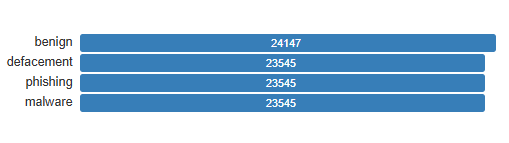 benign 24147
defacement 23545
phishing 23545
malware 23545